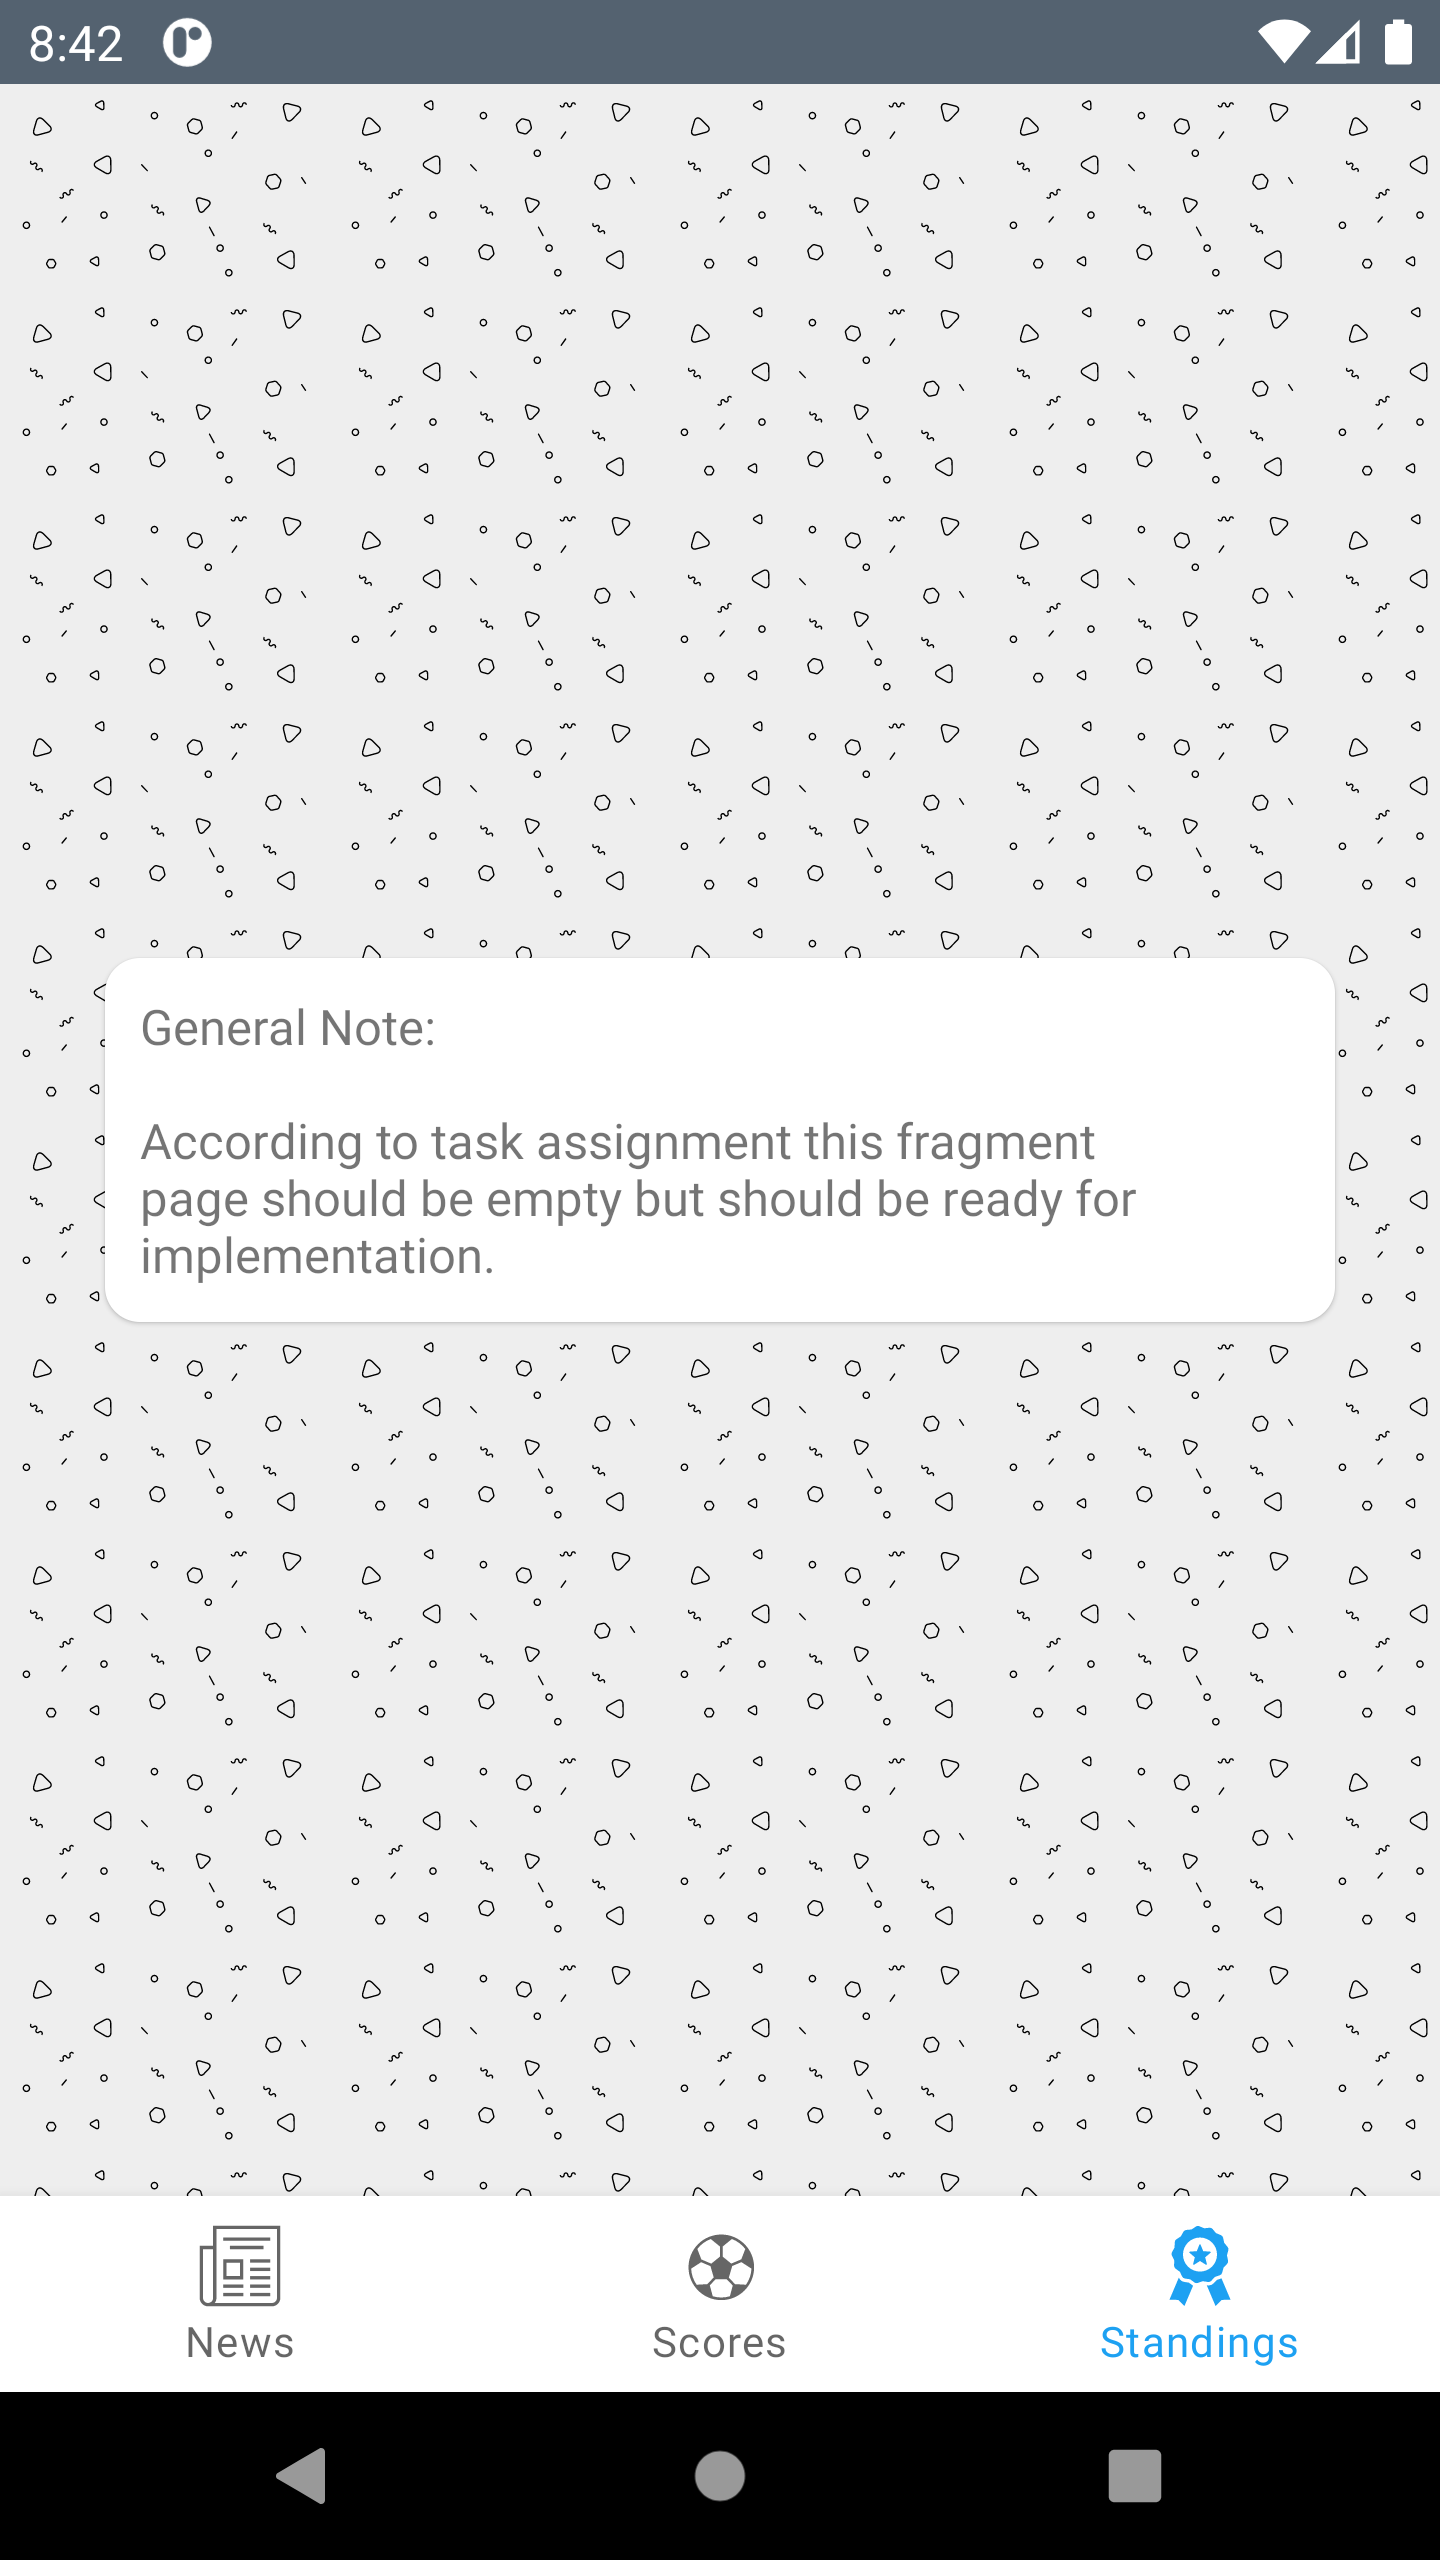 8:42
General Note:
According to task assignment this fragment
page should be empty but should be ready for
implementation.
News
Scores
Standings